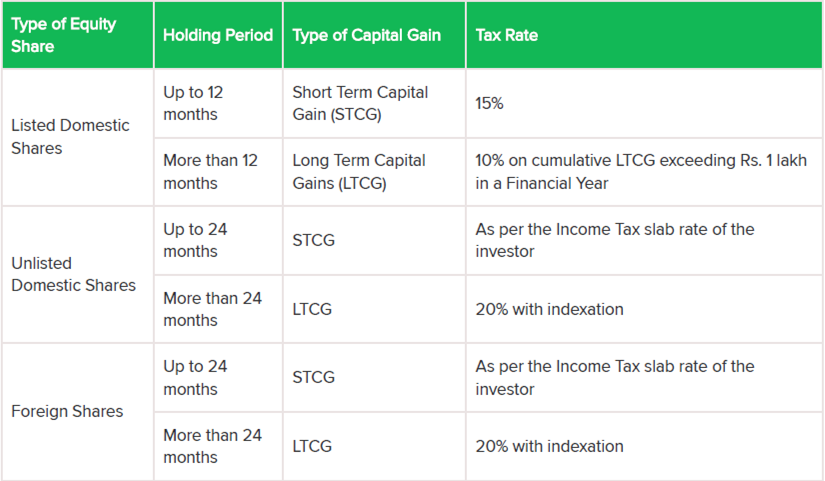 Type of Equity
Share
Holding Period
Type of Capital Gain
Tax Rate
Listed Domestic
Shares
Up to 12
months
Short Term Capital
Gain (STCG)
15%
More than 12
months
Long Term Capital
Gains (LTCG)
10% on cumulative LTCG exceeding Rs. 1 lakh
in a Financial Year
Unlisted
Domestic Shares
Up to 24
months
STCG
As per the Income Tax slab rate of the
investor
More than 24
months
LTCG
20% with indexation
Foreign Shares
Up to 24
months
STCG
As per the Income Tax slab rate of the
investor
More than 24
months
LTCG
20% with indexation